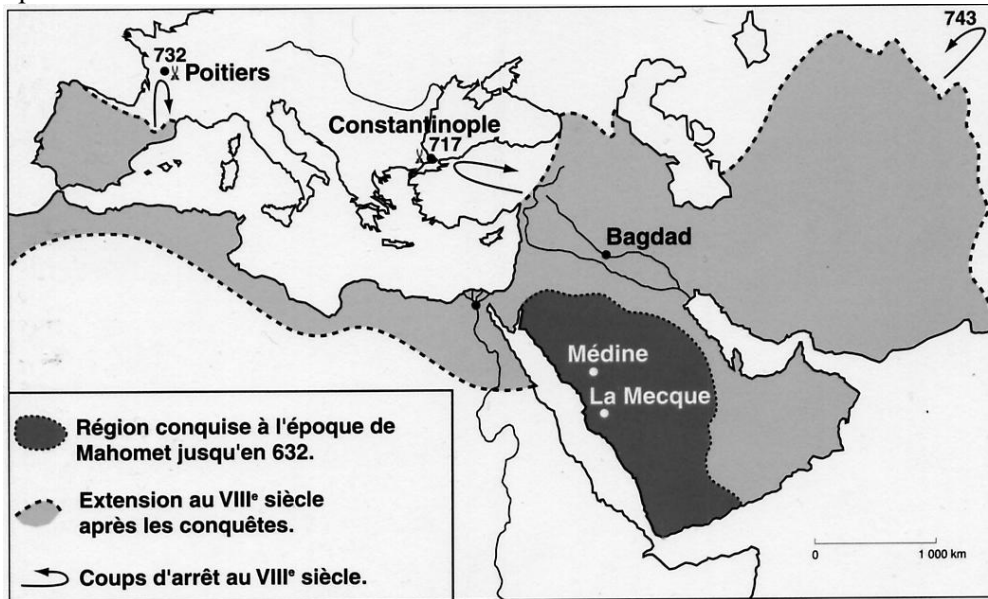 743
732
Poitiers
Constantinople
717
Bagdad
Médine
La Mecque
Région conquise à l'époque de
Mahomet jusqu'en 632.
Extension au VIIIe siècle
après les conquêtes.
Coups d'arrêt au VIIIe siècle.
0 1 000 km